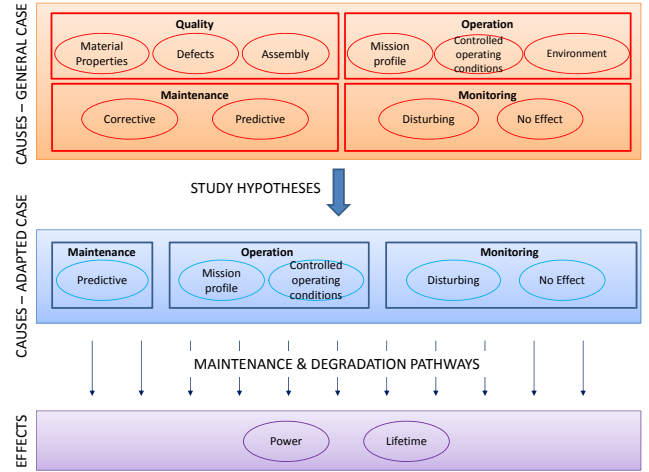 CAUSES – GENERAL CASE
Quality
Material
Properties
Defects
Assembly
Operation
Mission
profile
Controlled
operating
conditions
Environment
Maintenance
Corrective
Predictive
Monitoring
Disturbing
No Effect
STUDY HYPOTHESES
CAUSES – ADAPTED CASE
Maintenance
Predictive
Operation
Mission
profile
Controlled
operating
conditions
Monitoring
Disturbing
No Effect
MAINTENANCE & DEGRADATION PATHWAYS
EFFECTS
Power
Lifetime